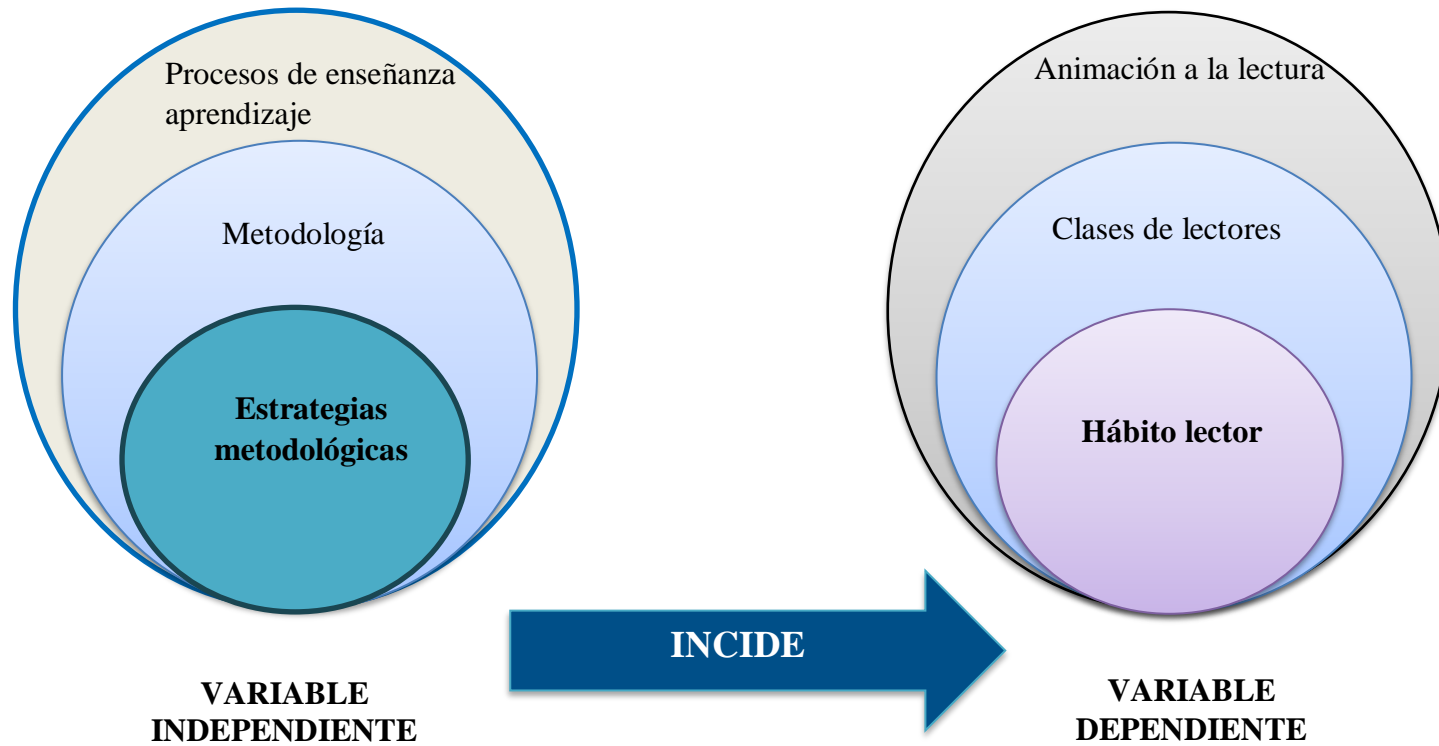 Procesos de enseñanza
aprendizaje
Metodología
Estrategias
metodológicas
VARIABLE
INDEPENDIENTE
INCIDE
Animación a la lectura
Clases de lectores
Hábito lector
VARIABLE
DEPENDIENTE